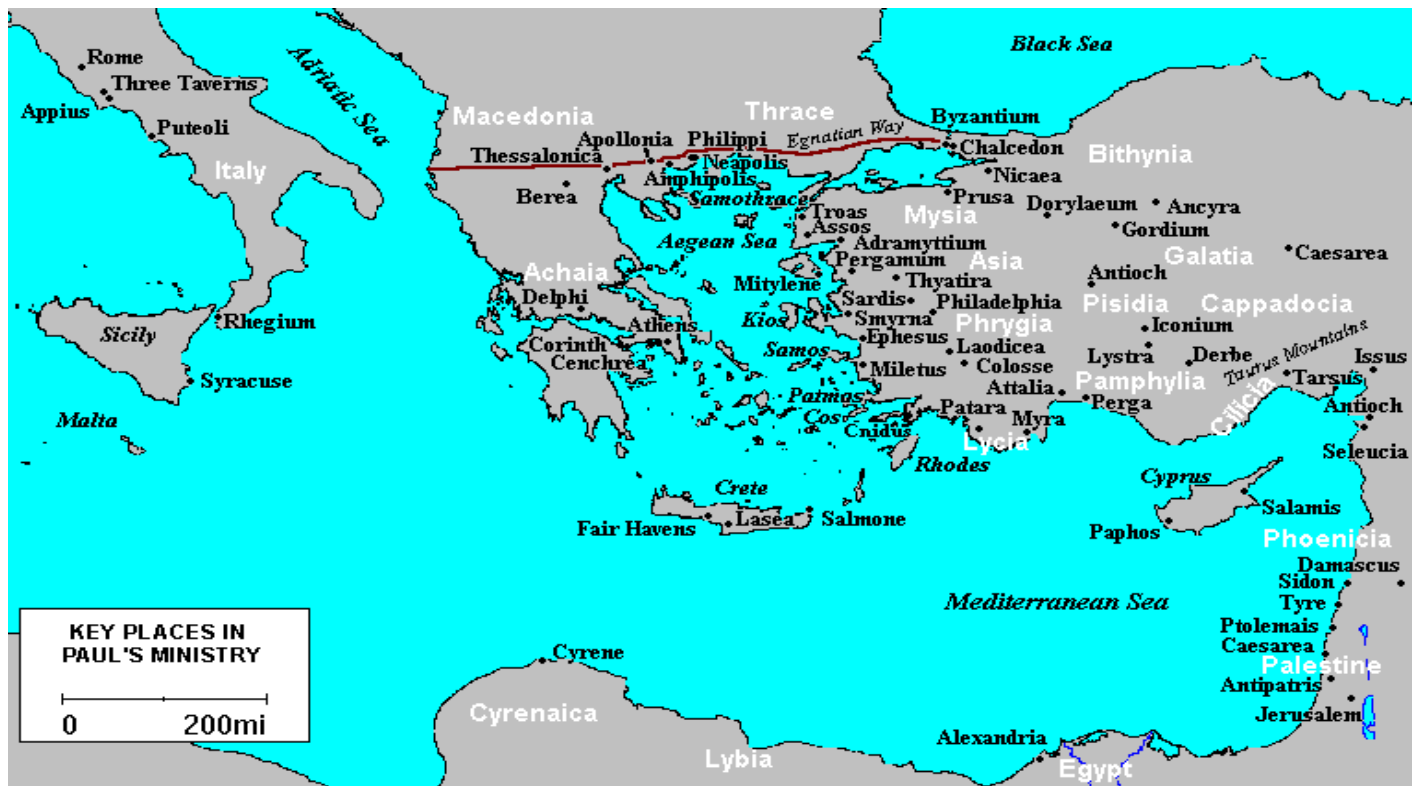 Black Sea
Adriatic Sea
Rome
Three Taverns
Appius
Puteoli
Italy
Macedonia
Thrace
Egnatian Way
Byzantium
Apollonia
Philippi
Thessalonica
Neapolis
Amphipolis
Berea
Samothrace
Chalcedon
Bithynia
Nicaea
Prusa
Mysia
Dorylaeum
Ancyra
Gordium
Troas
Assos
Aegean Sea
Adramyttium
Galatia
Caesarea
Achaia
Pergamum
Asia
Antioch
Mitylene
Thyatira
Delphi
Sardis
Philadelphia
Pisidia
Cappadocia
Sicily
Rhegium
Kios
Smyrna
Phrygia
Iconium
Athens
Corinth
Ephesus
Cenchrea
Samos
Laodicea
Lystra
Derbe
Taurus Mountains
Issus
Syracuse
Miletus
Colosse
Attalia
Pamphylia
Tarsus
Patmas
Perga
Cilicia
Malta
Cos
Patara
Antioch
Cnidus
Myra
Lycia
Seleucia
Rhodes
Cyprus
Crete
Salamis
Fair Havens
Lasea
Salmone
Paphos
Phoenicia
Damascus
Sidon
Mediterranean Sea
Tyre
Ptolemais
Caesarea
Palestine
Antipatris
Jerusalem
KEY PLACES IN
PAUL'S MINISTRY
0 200mi
Cyrene
Cyrenaica
Lybia
Alexandria
Egypt